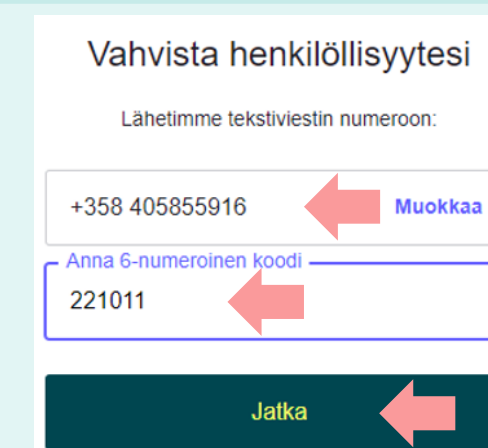 Vahvista henkilöllisyytesi
Lähetimme tekstiviestin numeroon:
+358 405855916 Muokkaa
Anna 6-numeroinen koodi
221011
Jatka